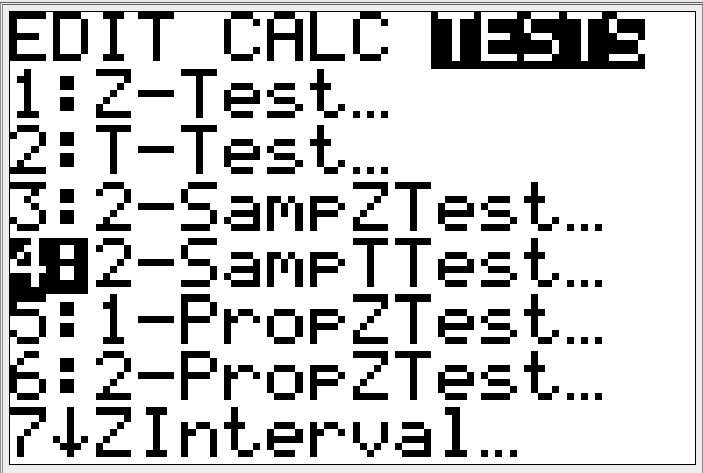 EDIT CALC TESTS
1:Z-Test…
2:T-Test…
3:2-SampZTest…
4:2-SampTTest…
5:1-PropZTest…
6:2-PropZTest…
7↓ZInterval…